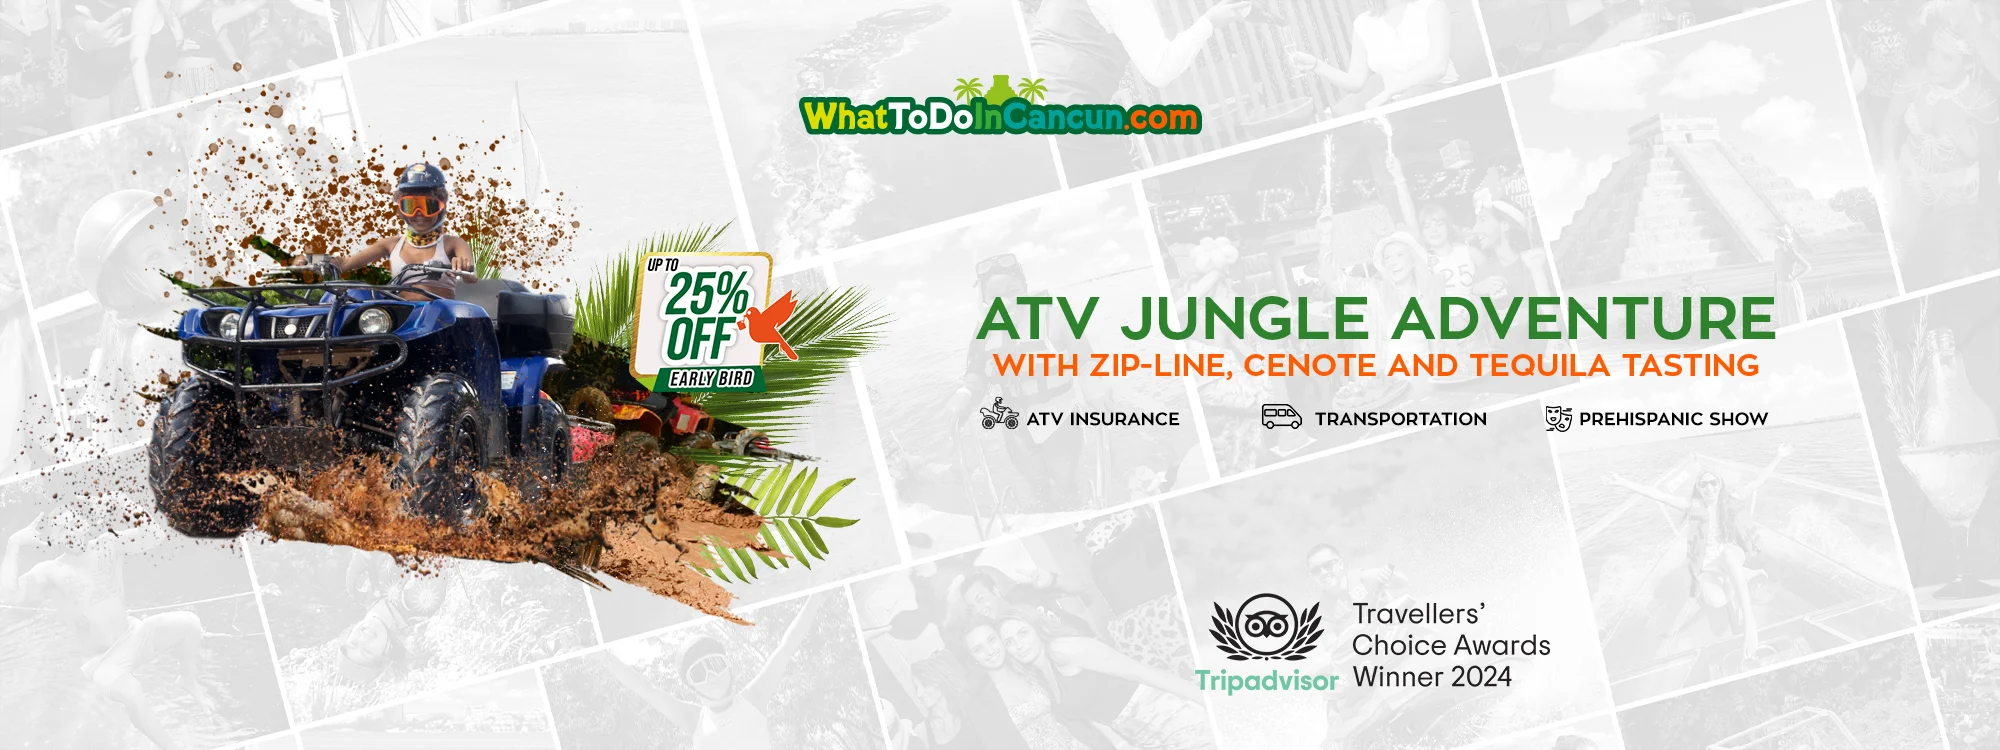 WhatToDoInCancun.com
UP TO
25%
OFF
EARLY BIRD
ATV JUNGLE ADVENTURE
WITH ZIP-LINE, CENOTE AND TEQUILA TASTING
ATV INSURANCE
TRANSPORTATION
PREHISPANIC SHOW
Tripadvisor
Travellers'
Choice Awards
Winner 2024